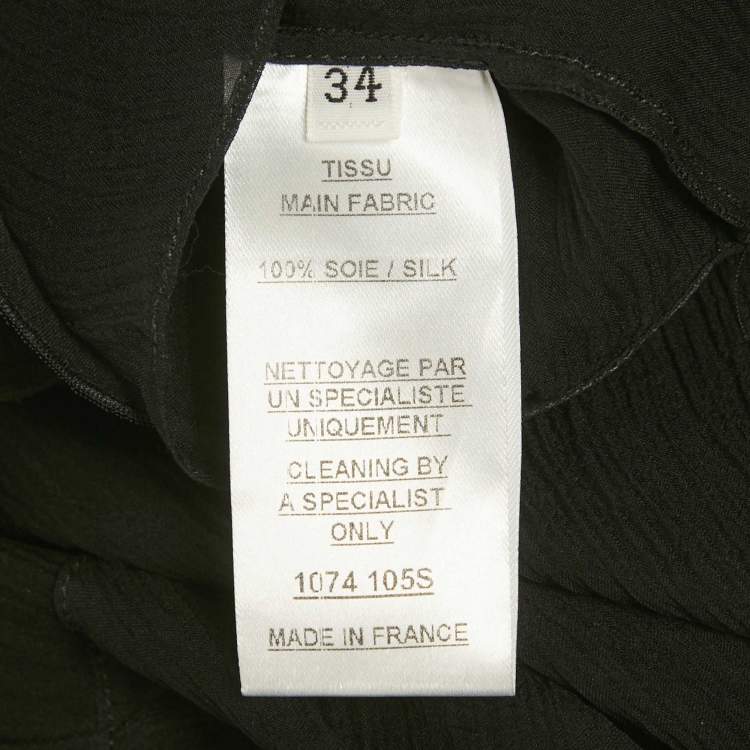 34
TISSU
MAIN FABRIC
100% SOIE / SILK
NETTOYAGE PAR
UN SPECIALISTE
UNIQUEMENT
CLEANING BY
A SPECIALIST
ONLY
1074 105S
MADE IN FRANCE